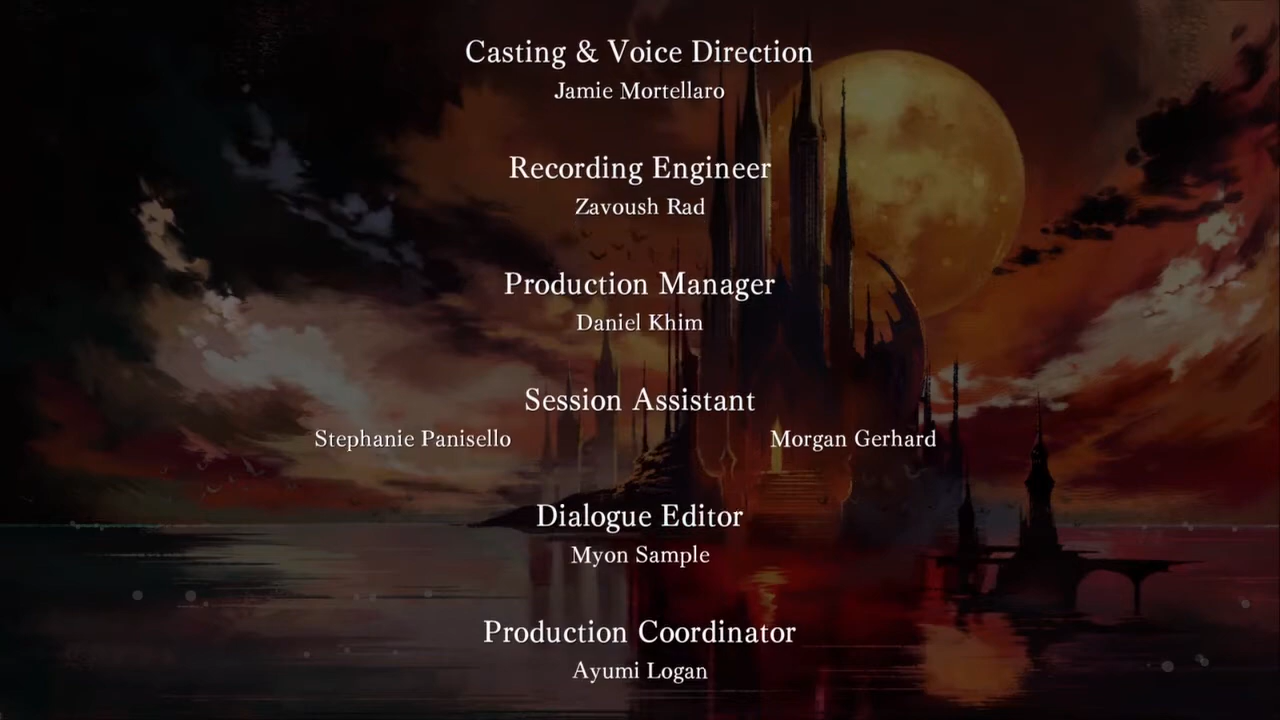 Casting & Voice Direction
Jamie Mortellaro
Recording Engineer
Zavoush Rad
Production Manager
Daniel Khim
Session Assistant
Stephanie Panisello
Morgan Gerhard
Dialogue Editor
Myon Sample
Production Coordinator
Ayumi Logan